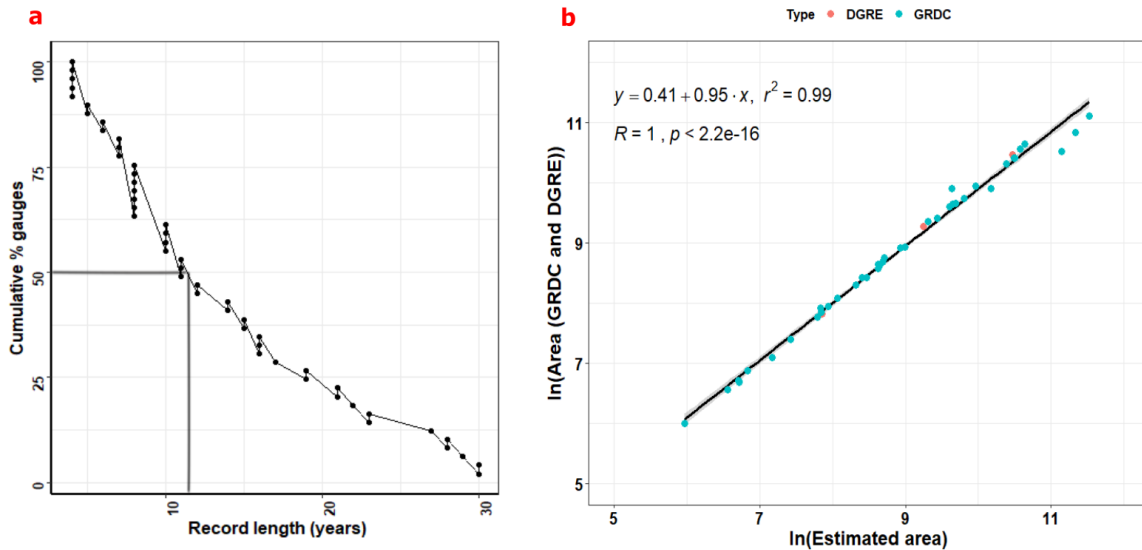 a
Cumulative % gauges
100
75
50
25
0
10
20
30
Record length (years)
b
Type DGRE GRDC
y = 0.41 + 0.95 · x, r² = 0.99
R = 1 , p < 2.2e-16
ln(Area (GRDC and DGRE))
11
9
7
5
5 7 9 11
ln(Estimated area)